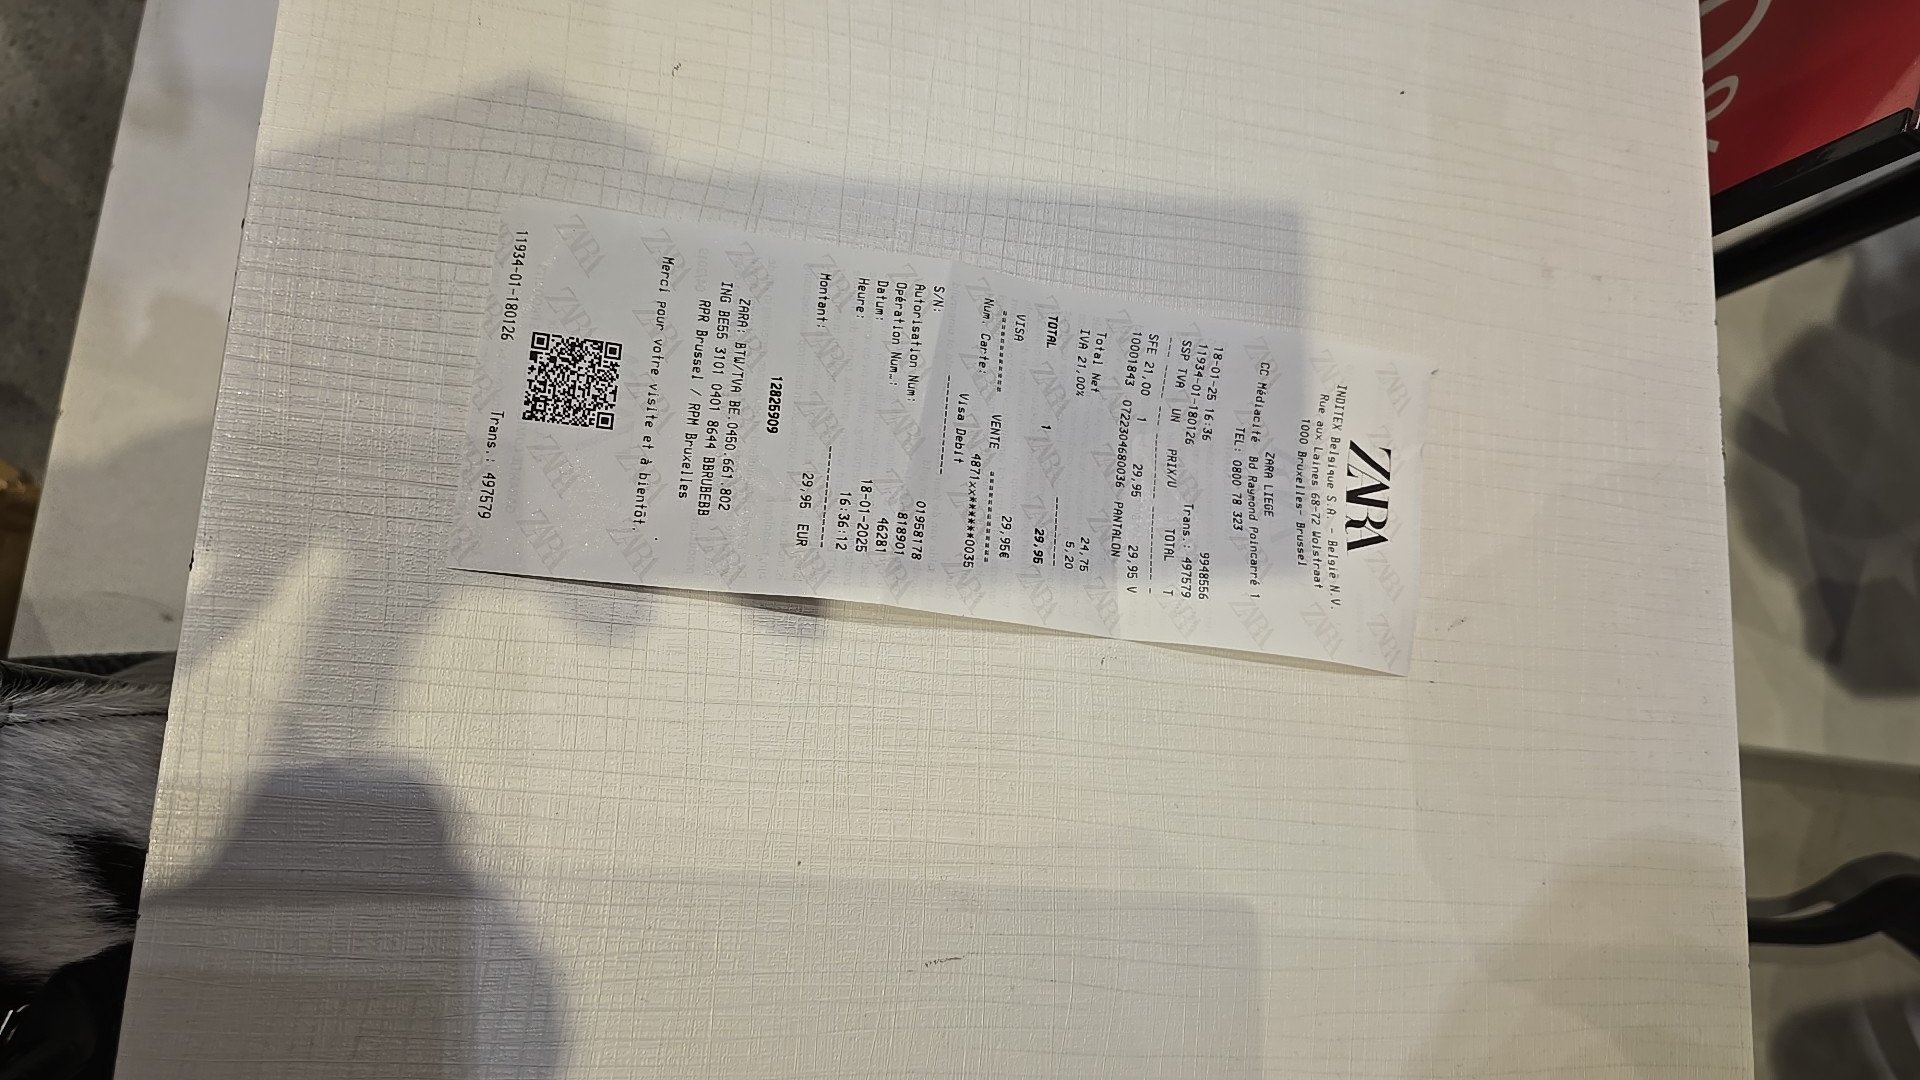 ZARA
INDITEX Belgique S.A. - België N.V.
Rue aux Laines 68-72 Wolstraat
1000 Bruxelles- Brussel
ZARA LIEGE
CC Médiacité Bd.Raymond Poincarré 1
TEL: 0800 78 323
18-01-25 16:36 9948556
11934-01-180126 Trans.: 497579
SSP TVA UN PRIX/U TOTAL T
SFE 21,00 1 29,95 29,95 V
10001843 07223046800036 PANTALON
Total Net 24,75
IVA 21,00% 5,20
TOTAL 1 29,95
VISA 29,95€
============ VENTE ============
Num. Carte: 4871xx*******0035
Visa Debit
S/N:
Autorisation Num: 01958178
Opération Num.: 818901
Datum: 46281
Heure: 18-01-2025
16:36:12
Montant: 29,95 EUR
12825909
ZARA: BTW/TVA BE.0450.661.802
ING BE55 3101 0401 8644 BBRUBEBB
RPR Brussel / RPM Bruxelles
Merci pour votre visite et à bientôt.
11934-01-180126 Trans.: 497579